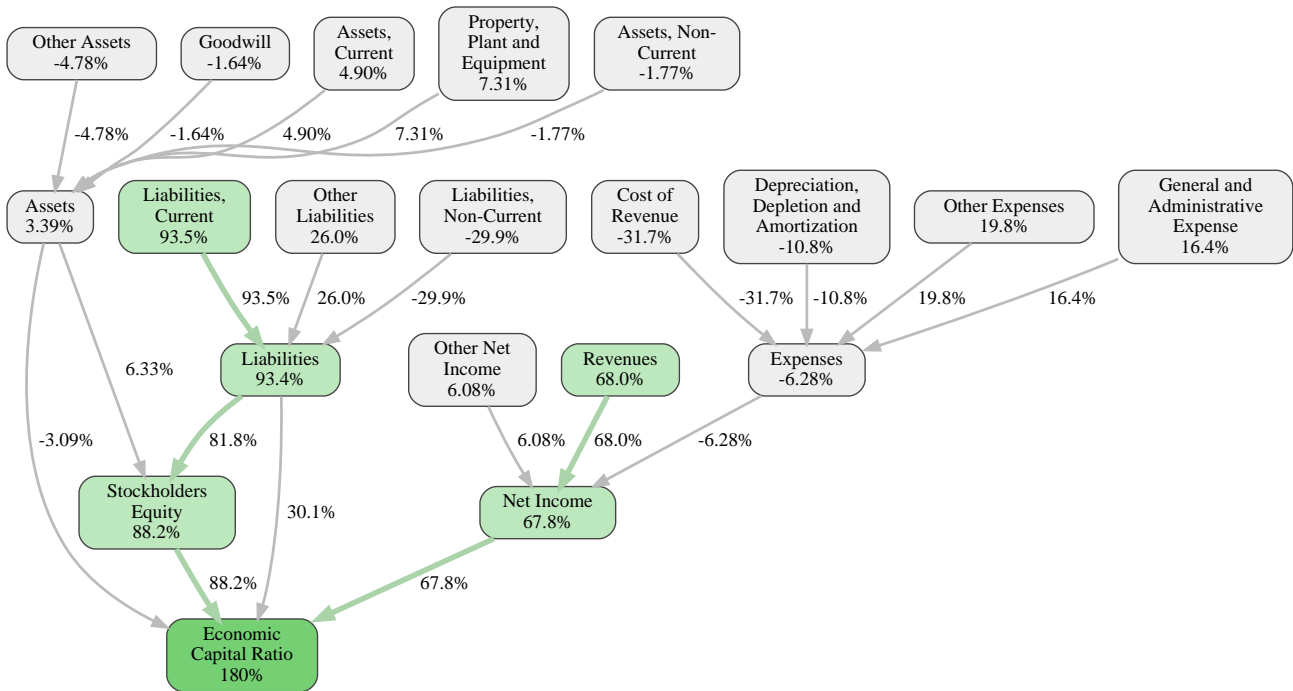 Other Assets
-4.78%
Goodwill
-1.64%
Assets,
Current
4.90%
Property,
Plant and
Equipment
7.31%
Assets, Non-
Current
-1.77%
-4.78%
-1.64%
4.90%
7.31%
-1.77%
Assets
3.39%
Liabilities,
Current
93.5%
Other
Liabilities
26.0%
Liabilities,
Non-Current
-29.9%
Cost of
Revenue
-31.7%
Depreciation,
Depletion and
Amortization
-10.8%
Other Expenses
19.8%
General and
Administrative
Expense
16.4%
93.5%
26.0%
-29.9%
-31.7%
-10.8%
19.8%
16.4%
Liabilities
93.4%
Other Net
Income
6.08%
Revenues
68.0%
Expenses
-6.28%
6.33%
-3.09%
81.8%
6.08%
68.0%
-6.28%
Stockholders
Equity
88.2%
30.1%
Net Income
67.8%
88.2%
67.8%
Economic
Capital Ratio
180%